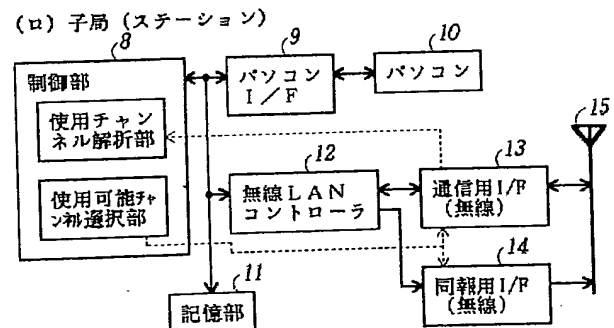 (ロ) 子局 (ステーション)
8
9
10
制御部
パソコン
I/F
パソコン
使用チャン
ネル解析部
15
12
13
無線LAN
コントローラ
通信用I/F
(無線)
使用可能チャ
ンネル選択部
14
11
同報用I/F
(無線)
記憶部